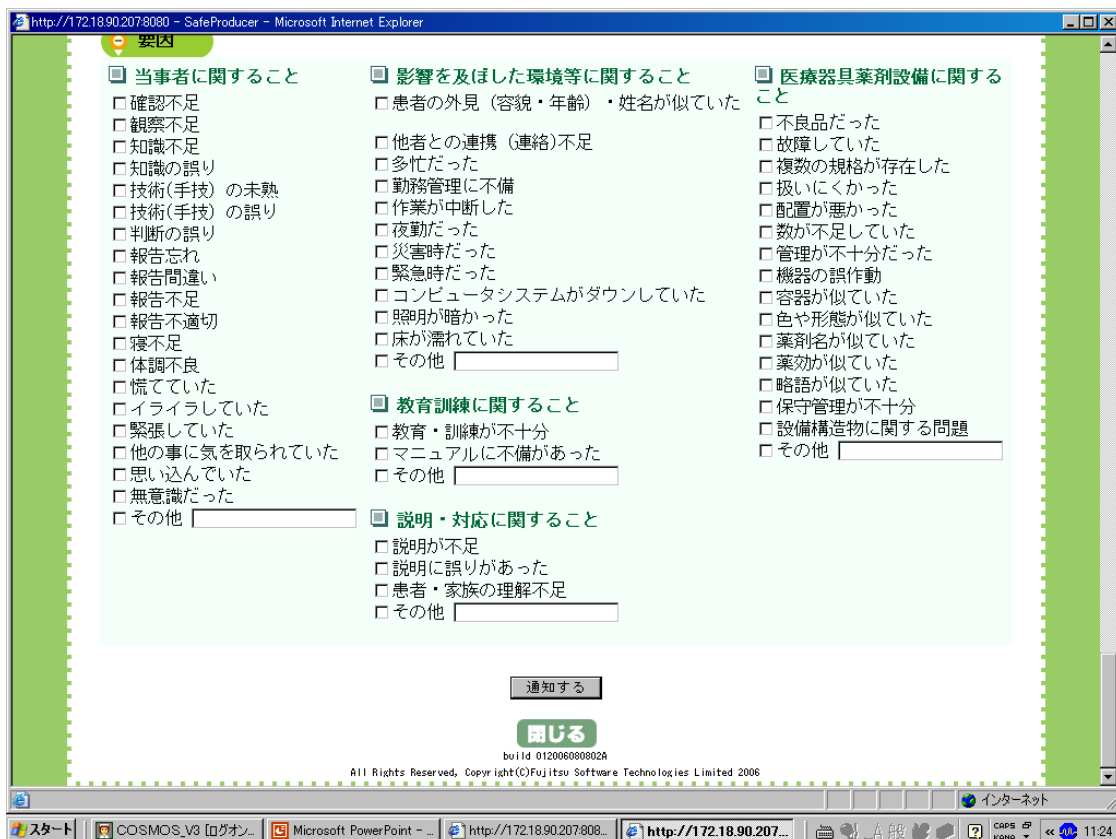 http://172.18.90.207:8080 - SafeProducer - Microsoft Internet Explorer
要因
当事者に関すること
確認不足
観察不足
知識不足
知識の誤り
技術(手技)の未熟
技術(手技)の誤り
判断の誤り
報告忘れ
報告間違い
報告不足
報告不適切
寝不足
体調不良
慌てていた
イライラしていた
緊張していた
他の事に気を取られていた
思い込んでいた
無意識だった
その他
影響を及ぼした環境等に関すること
患者の外見(容貌・年齢)・姓名が似ていた
他者との連携(連絡)不足
多忙だった
勤務管理に不備
作業が中断した
夜勤だった
災害時だった
緊急時だった
コンピュータシステムがダウンしていた
照明が暗かった
床が濡れていた
その他
教育訓練に関すること
教育・訓練が不十分
マニュアルに不備があった
その他
説明・対応に関すること
説明が不足
説明に誤りがあった
患者・家族の理解不足
その他
医療器具薬剤設備に関する
こと
不良品だった
故障していた
複数の規格が存在した
扱いにくかった
配置が悪かった
数が不足していた
管理が不十分だった
機器の誤作動
容器が似ていた
色や形態が似ていた
薬剤名が似ていた
薬効が似ていた
略語が似ていた
保守管理が不十分
設備構造物に関する問題
その他
通知する
閉じる
build 012006080802A
All Rights Reserved, Copyright(C)Fujitsu Software Technologies Limited 2006
インターネット
スタート
COSMOS_V3 [ログオン...
Microsoft PowerPoint - ...
http://172.18.90.207:808...
http://172.18.90.207...
A 般
CAPS
KANA
11:24